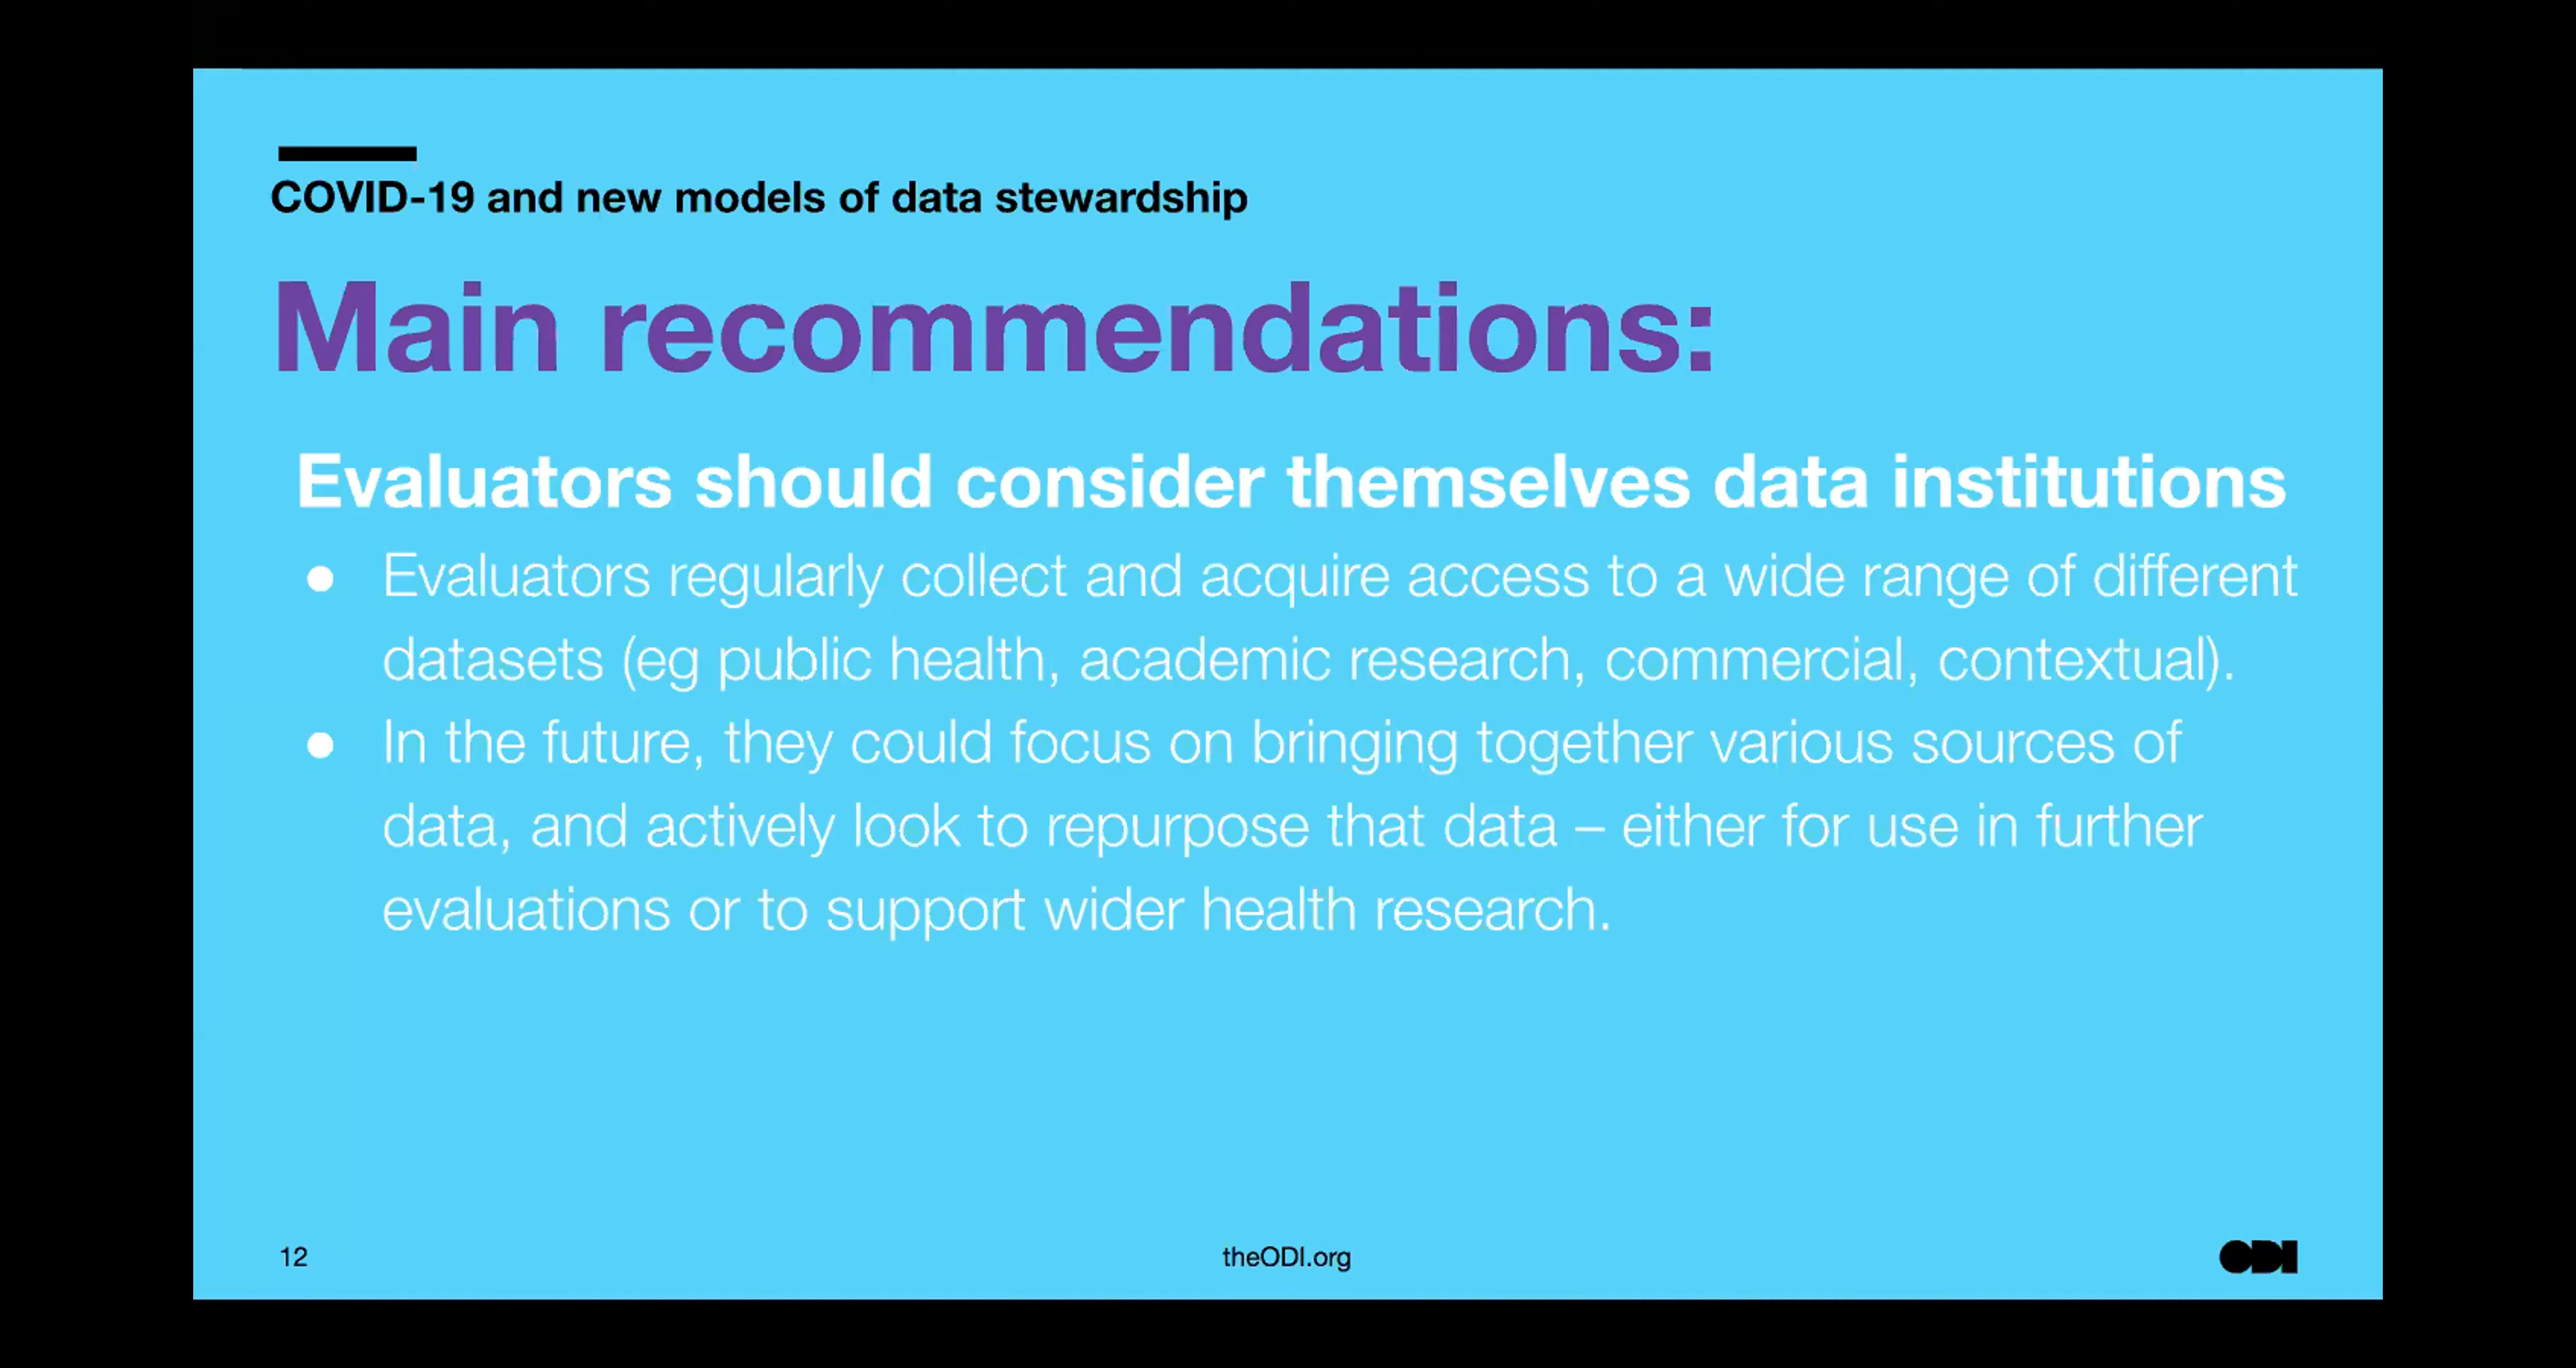 COVID-19 and new models of data stewardship
Main recommendations:
Evaluators should consider themselves data institutions
● Evaluators regularly collect and acquire access to a wide range of different
datasets (eg public health, academic research, commercial, contextual).
● In the future, they could focus on bringing together various sources of
data, and actively look to repurpose that data – either for use in further
evaluations or to support wider health research.
12
theODI.org
ODI